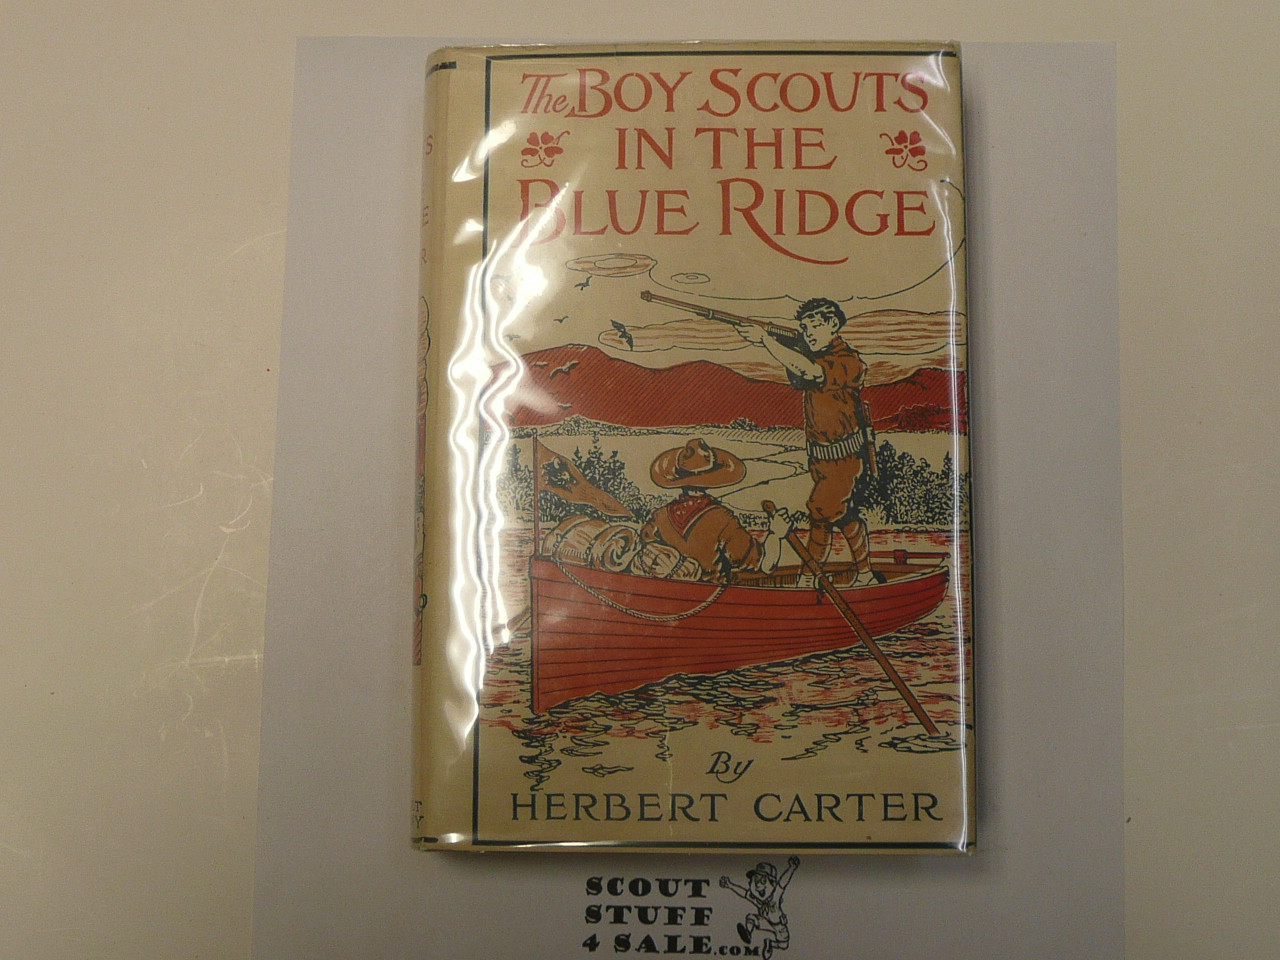 The BOY SCOUTS
IN THE
BLUE RIDGE
By
HERBERT CARTER
SCOUT
STUFF
4 SALE.com